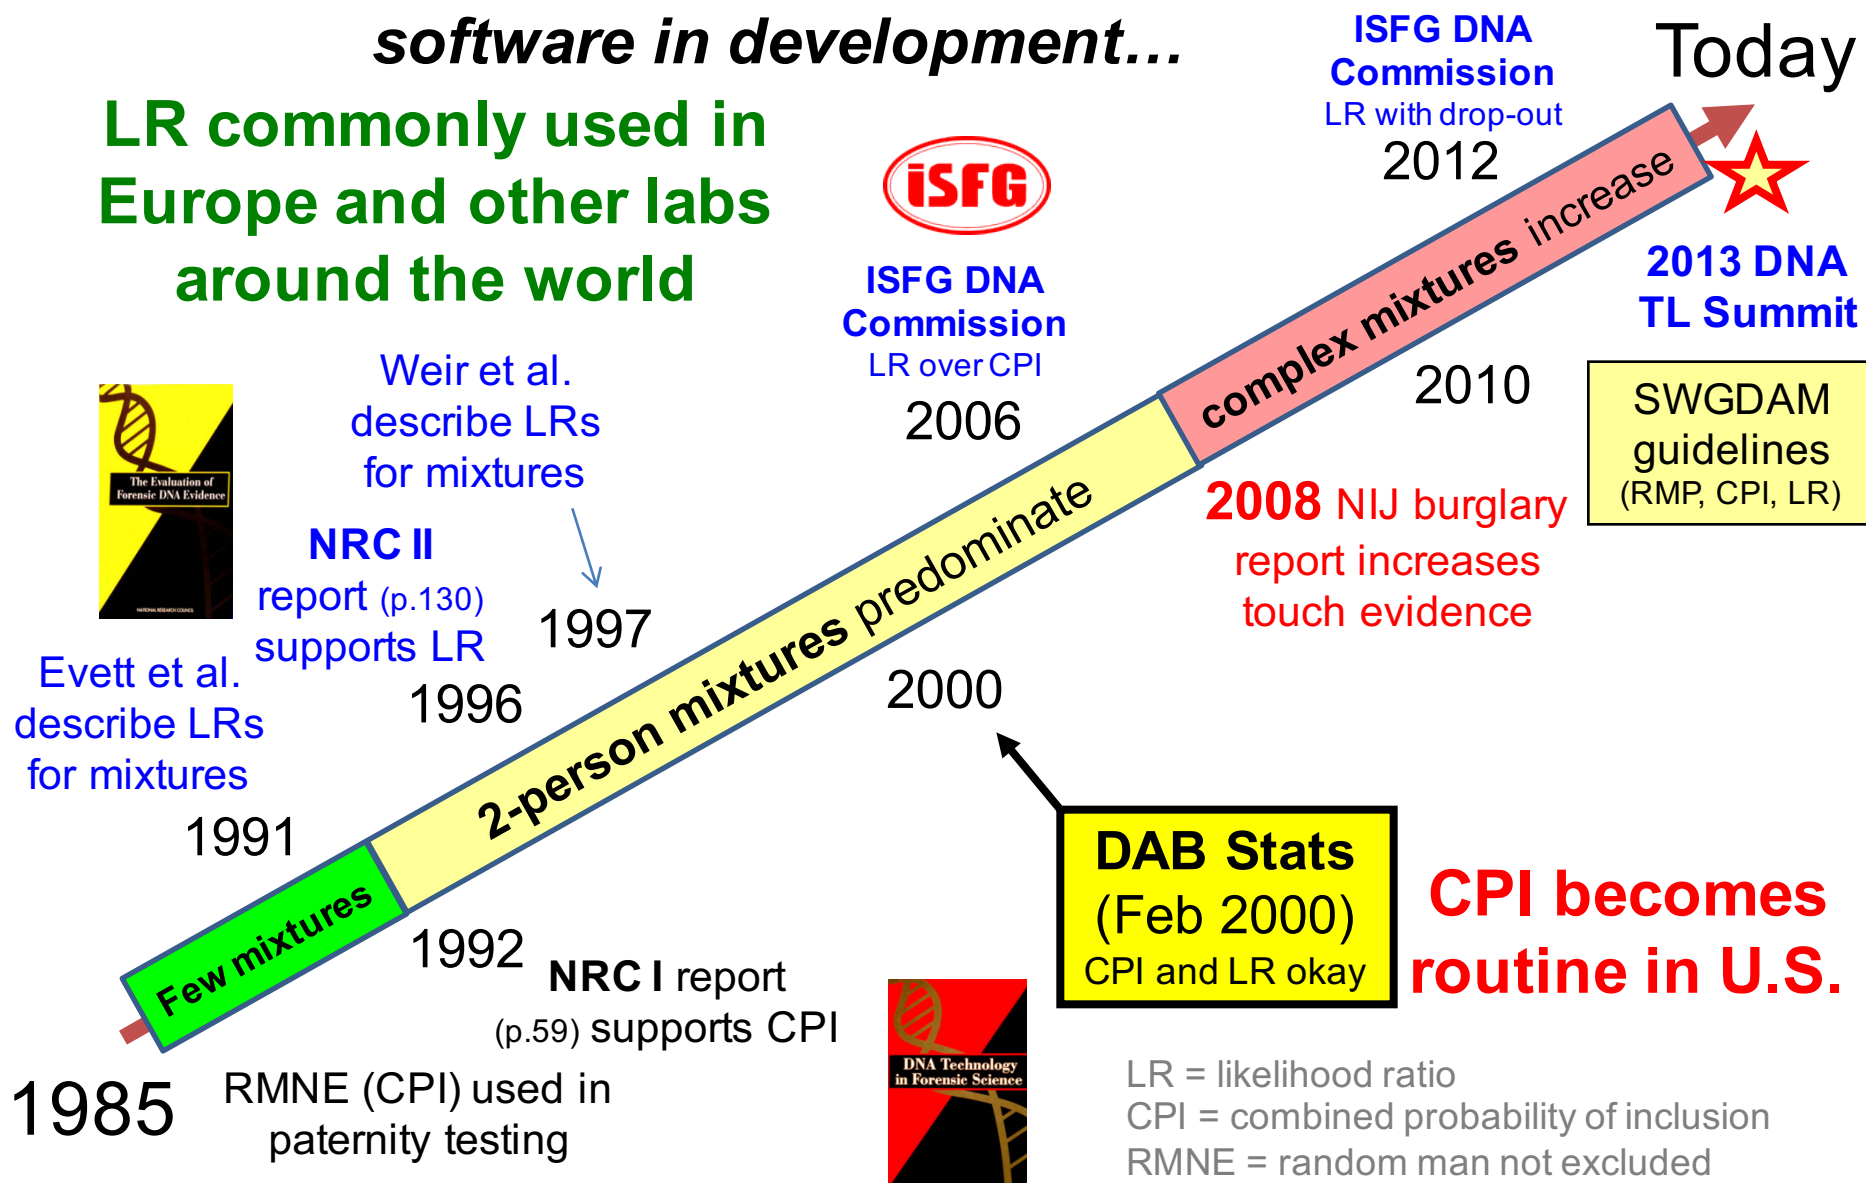 software in development…
ISFG DNA
Commission
LR with drop-out
2012
Today
LR commonly used in
Europe and other labs
around the world
iSFG
ISFG DNA
Commission
LR over CPI
2006
complex mixtures increase
2013 DNA
TL Summit
2010
SWGDAM
guidelines
(RMP, CPI, LR)
Weir et al.
describe LRs
for mixtures
1997
The Evaluation of
Forensic DNA Evidence
NATIONAL RESEARCH COUNCIL
NRC II
report (p.130)
supports LR
1996
2-person mixtures predominate
2008 NIJ burglary
report increases
touch evidence
Evett et al.
describe LRs
for mixtures
1991
2000
Few mixtures
DAB Stats
(Feb 2000)
CPI and LR okay
CPI becomes
routine in U.S.
1992
NRC I report
(p.59) supports CPI
DNA Technology
in Forensic Science
1985
RMNE (CPI) used in
paternity testing
LR = likelihood ratio
CPI = combined probability of inclusion
RMNE = random man not excluded